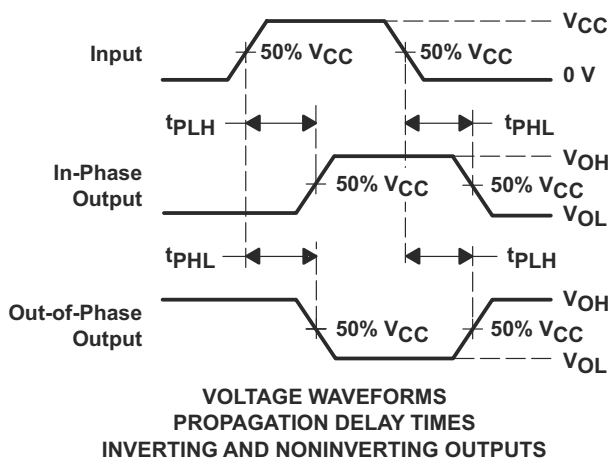 VCC
Input
50% VCC
50% VCC
0 V
tPLH
tPHL
VOH
In-Phase
Output
50% VCC
50% VCC
VOL
tPHL
tPLH
VOH
Out-of-Phase
Output
50% VCC
50% VCC
VOL
VOLTAGE WAVEFORMS
PROPAGATION DELAY TIMES
INVERTING AND NONINVERTING OUTPUTS